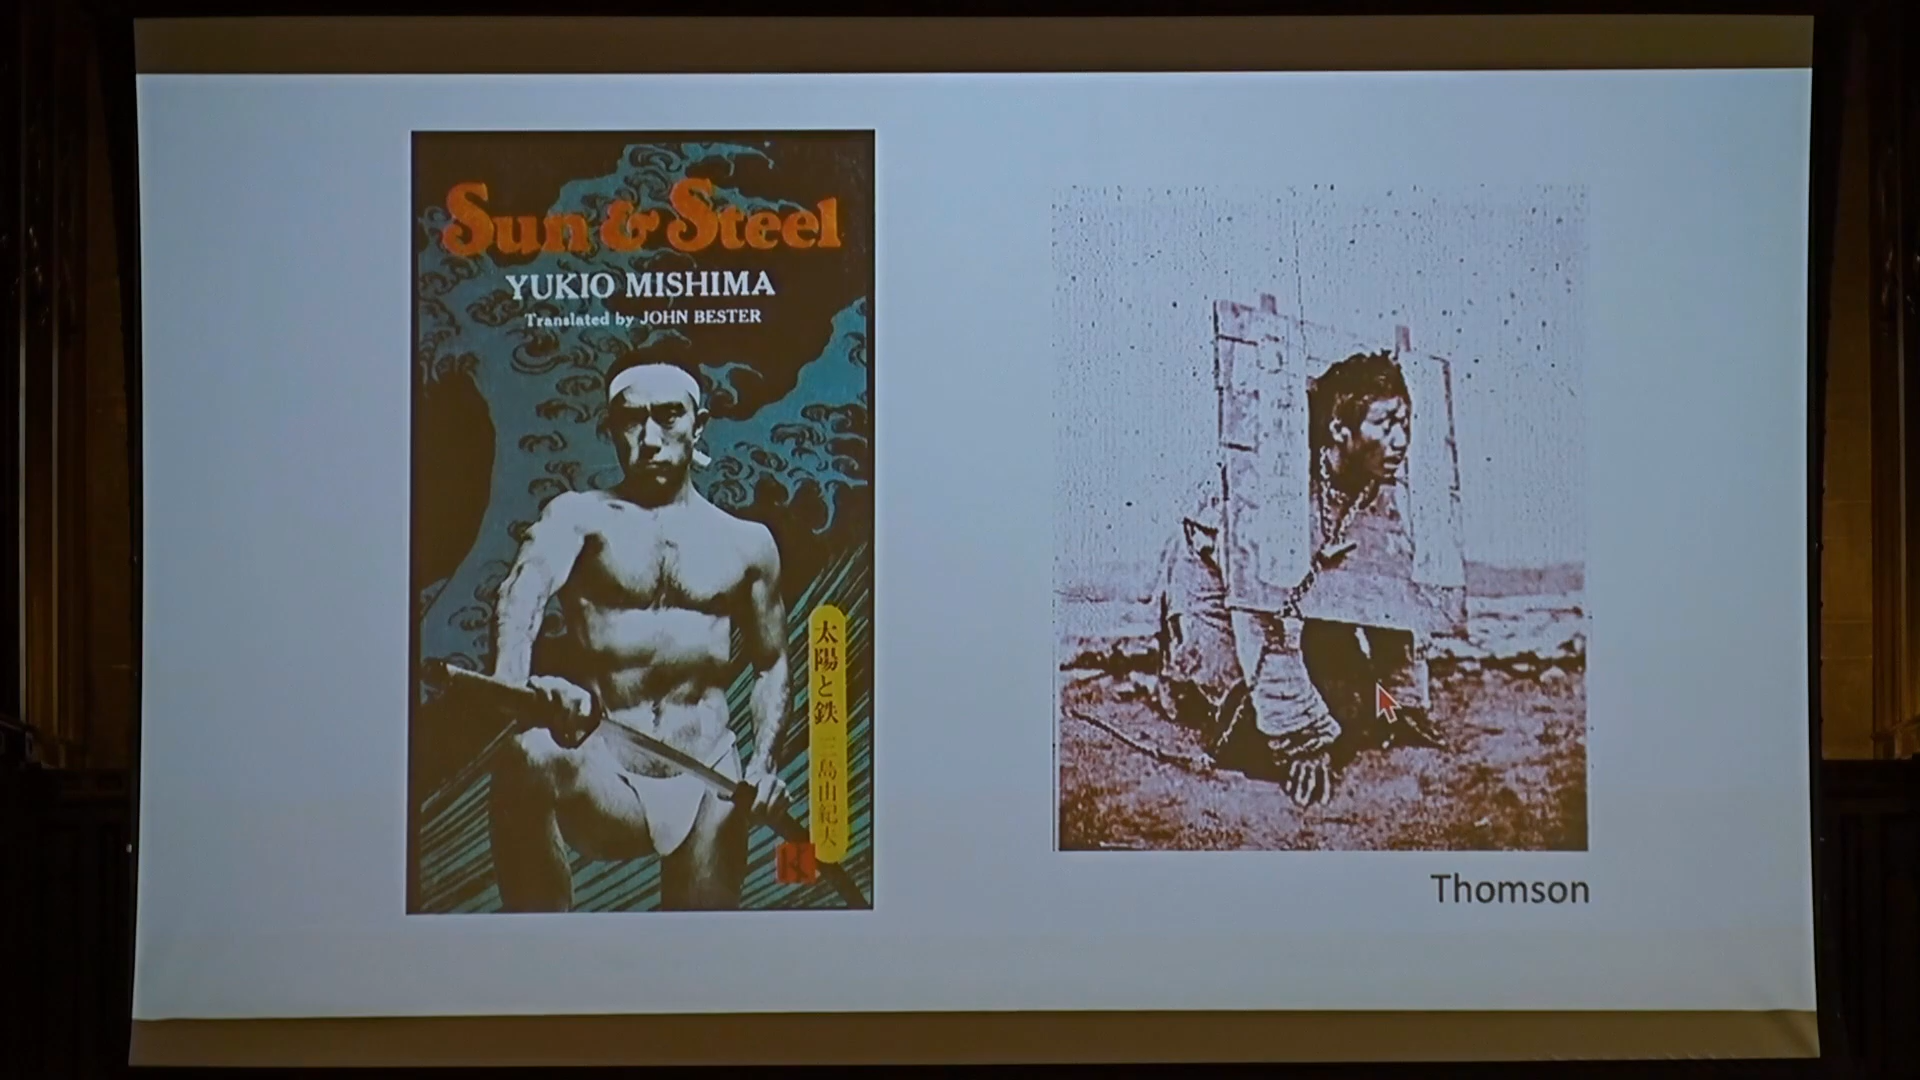 Sun & Steel
YUKIO MISHIMA
Translated by JOHN BESTER
太陽と鉄 三島由紀夫
Thomson